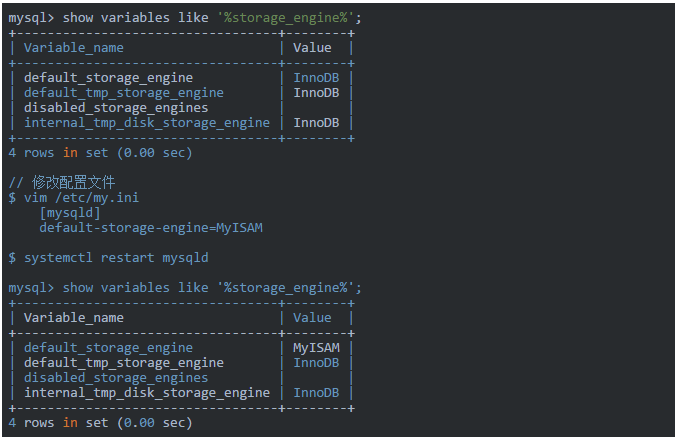 mysql> show variables like '%storage_engine%';
+----------------------------------+--------+
| Variable_name                    | Value  |
+----------------------------------+--------+
| default_storage_engine           | InnoDB |
| default_tmp_storage_engine       | InnoDB |
| disabled_storage_engines         |        |
| internal_tmp_disk_storage_engine | InnoDB |
+----------------------------------+--------+
4 rows in set (0.00 sec)
// 修改配置文件
$ vim /etc/my.ini
    [mysqld]
    default-storage-engine=MyISAM
$ systemctl restart mysqld
mysql> show variables like '%storage_engine%';
+----------------------------------+--------+
| Variable_name                    | Value  |
+----------------------------------+--------+
| default_storage_engine           | MyISAM |
| default_tmp_storage_engine       | InnoDB |
| disabled_storage_engines         |        |
| internal_tmp_disk_storage_engine | InnoDB |
+----------------------------------+--------+
4 rows in set (0.00 sec)